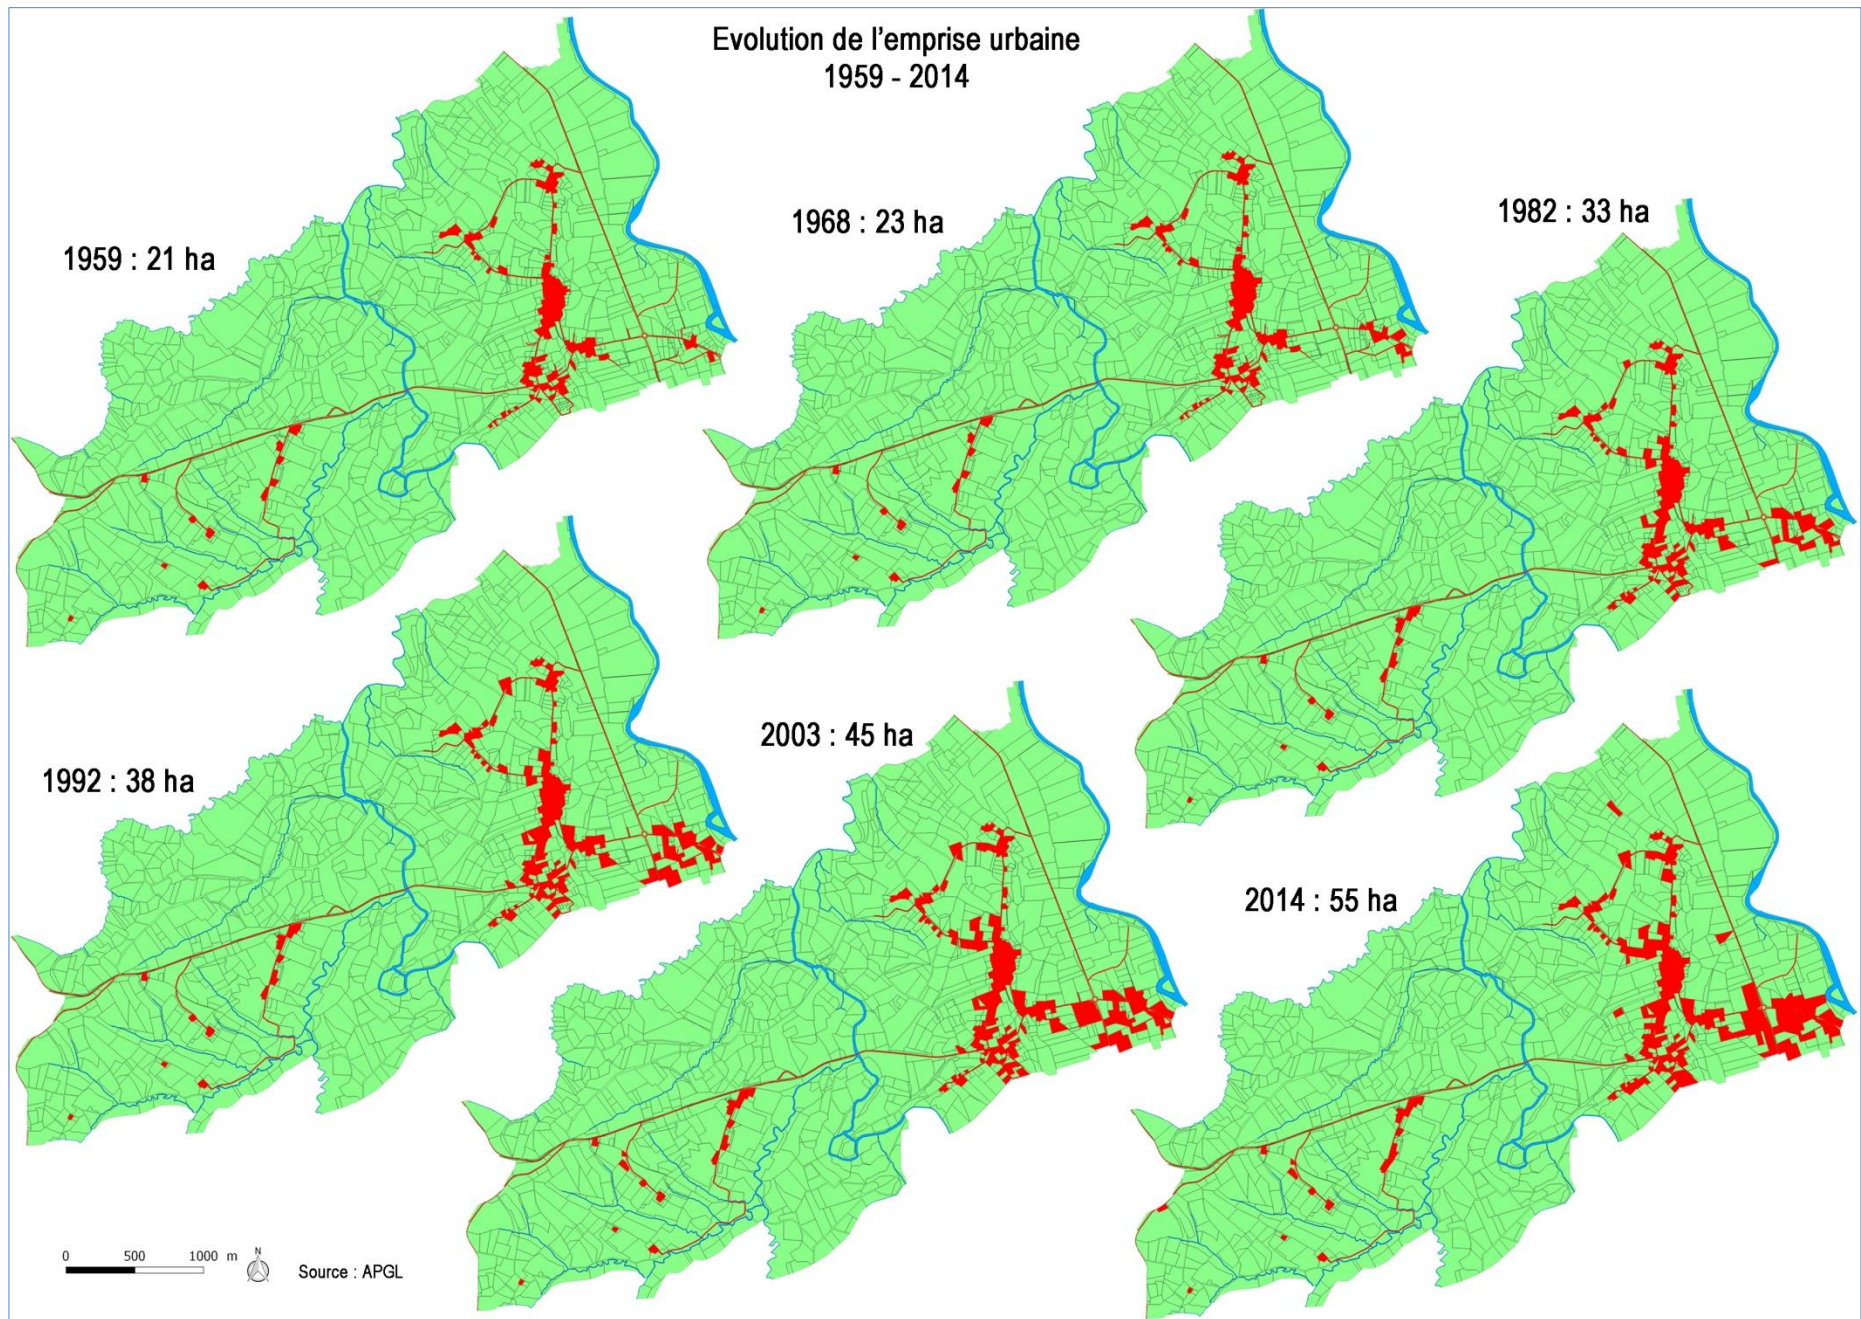 Evolution de l'emprise urbaine
1959 - 2014
1959 : 21 ha
1968 : 23 ha
1982 : 33 ha
1992 : 38 ha
2003 : 45 ha
2014 : 55 ha
0 500 1000 m
N
Source : APGL